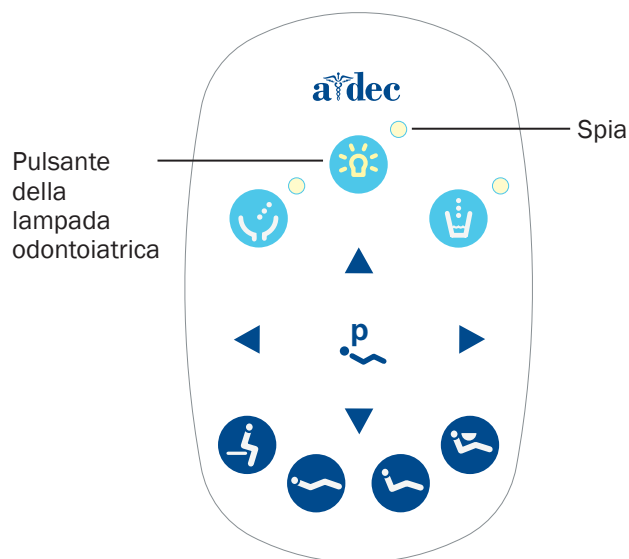 a dec
Spia
Pulsante
della
lampada
odontoiatrica
p